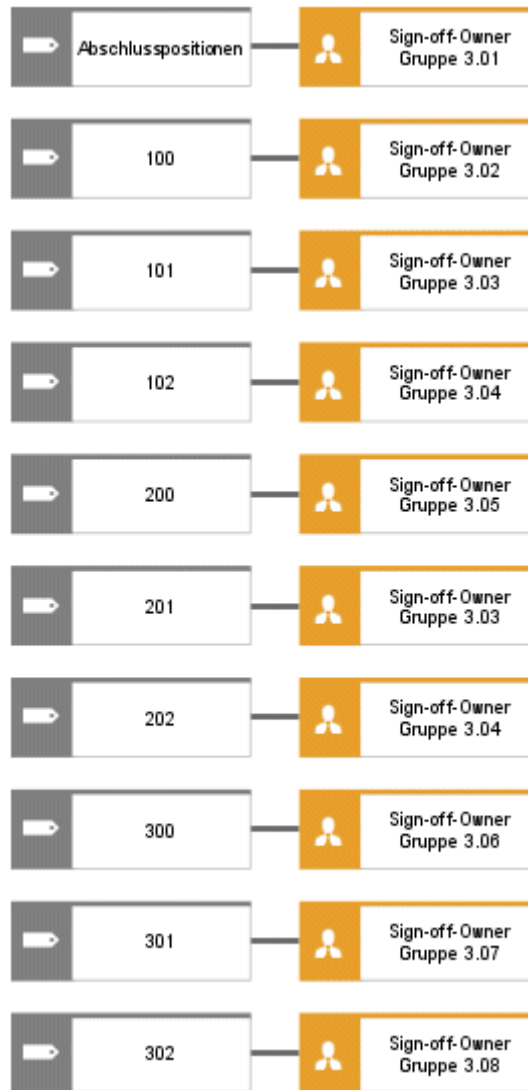 Abschlusspositionen
Sign-off-Owner
Gruppe 3.01
100
Sign-off-Owner
Gruppe 3.02
101
Sign-off-Owner
Gruppe 3.03
102
Sign-off-Owner
Gruppe 3.04
200
Sign-off-Owner
Gruppe 3.05
201
Sign-off-Owner
Gruppe 3.03
202
Sign-off-Owner
Gruppe 3.04
300
Sign-off-Owner
Gruppe 3.06
301
Sign-off-Owner
Gruppe 3.07
302
Sign-off-Owner
Gruppe 3.08